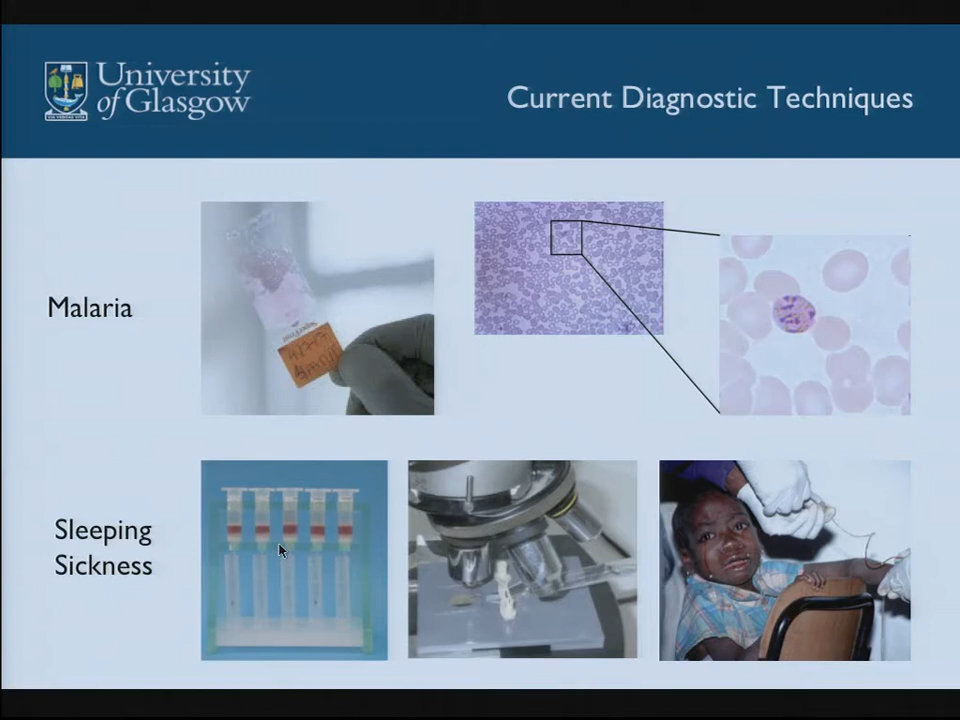 University
of Glasgow
Current Diagnostic Techniques
Malaria
Sleeping
Sickness